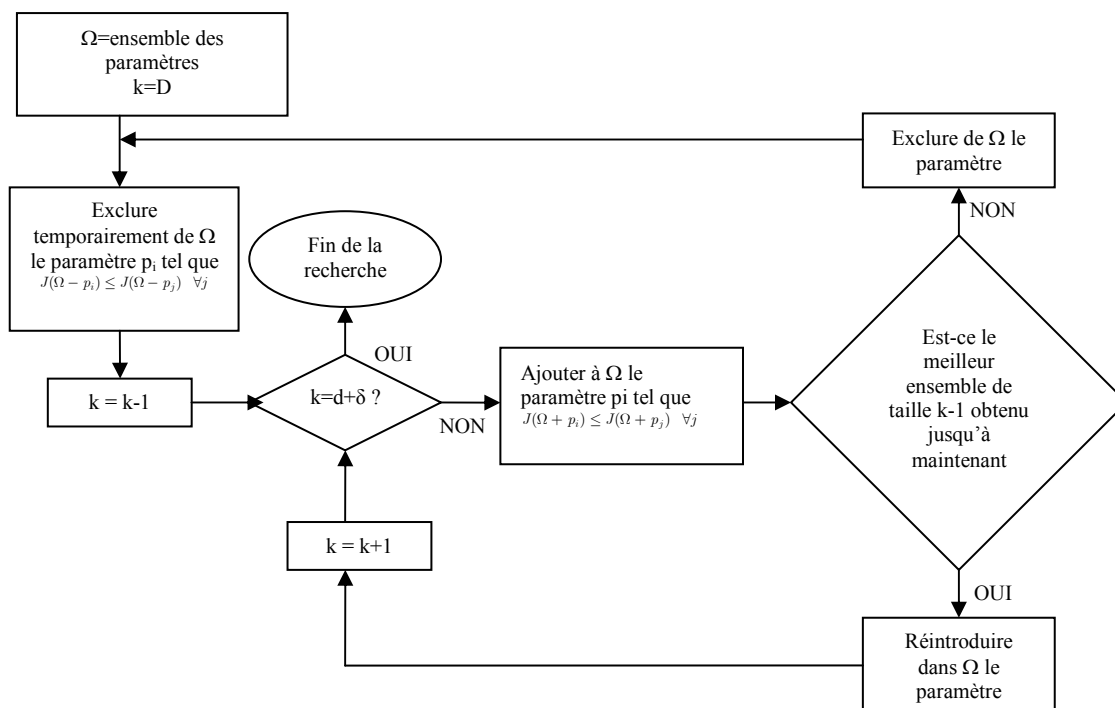 Ω=ensemble des
paramètres
k=D
Exclure de Ω le
paramètre
NON
Exclure
temporairement de Ω
le paramètre pi tel que
J(Ω − pi) ≤ J(Ω − pj) ∀j
Fin de la
recherche
OUI
k = k-1
k=d+δ ?
NON
Ajouter à Ω le
paramètre pi tel que
J(Ω + pi) ≤ J(Ω + pj) ∀j
Est-ce le
meilleur
ensemble de
taille k-1 obtenu
jusqu’à
maintenant
k = k+1
OUI
Réintroduire
dans Ω le
paramètre